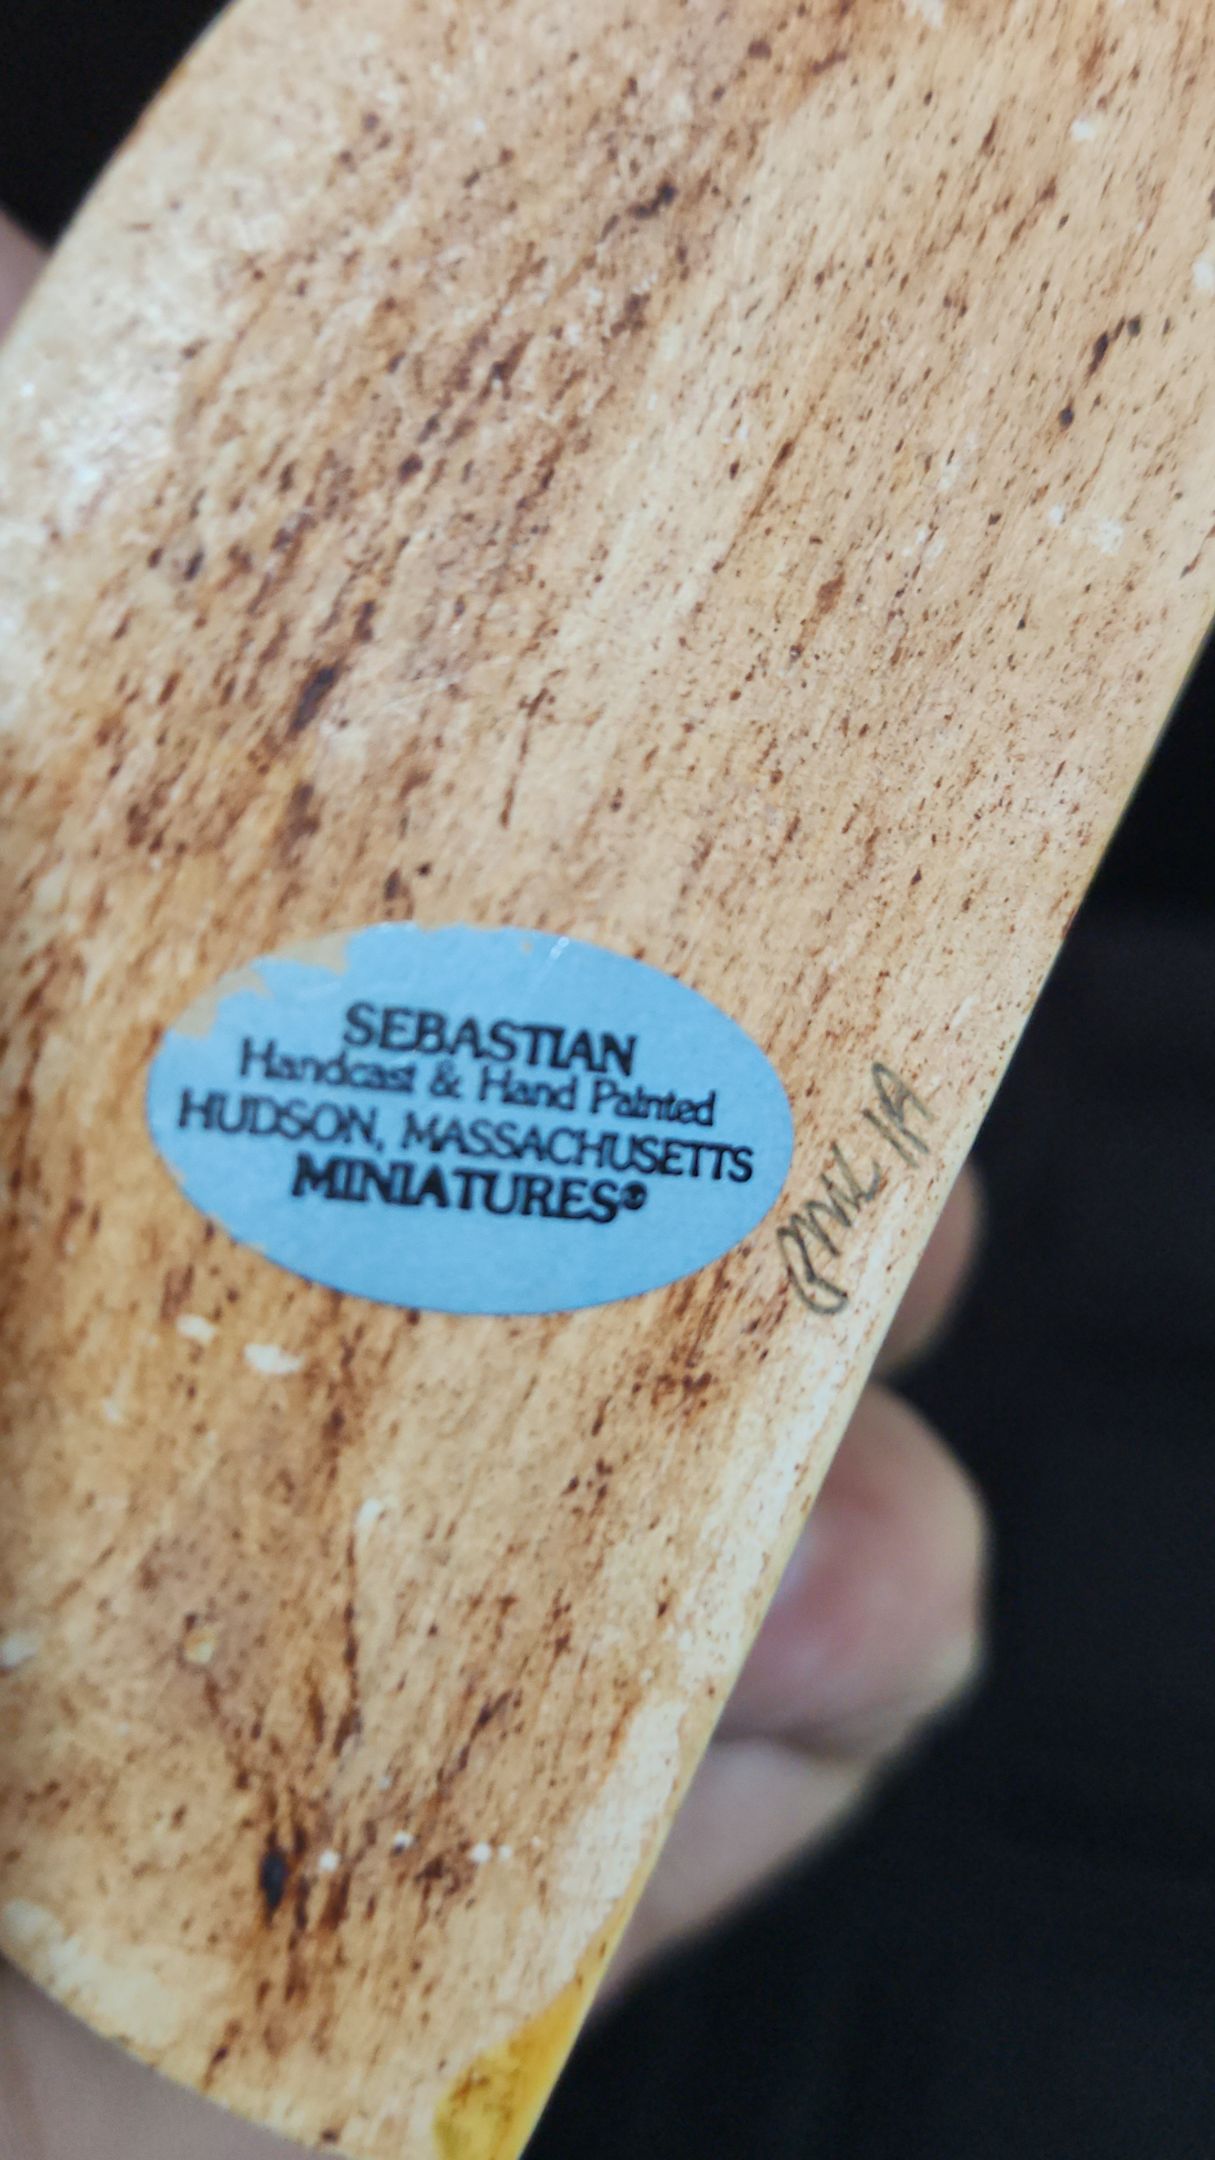 SEBASTIAN
Handcast & Hand Painted
HUDSON, MASSACHUSETTS
MINIATURES®